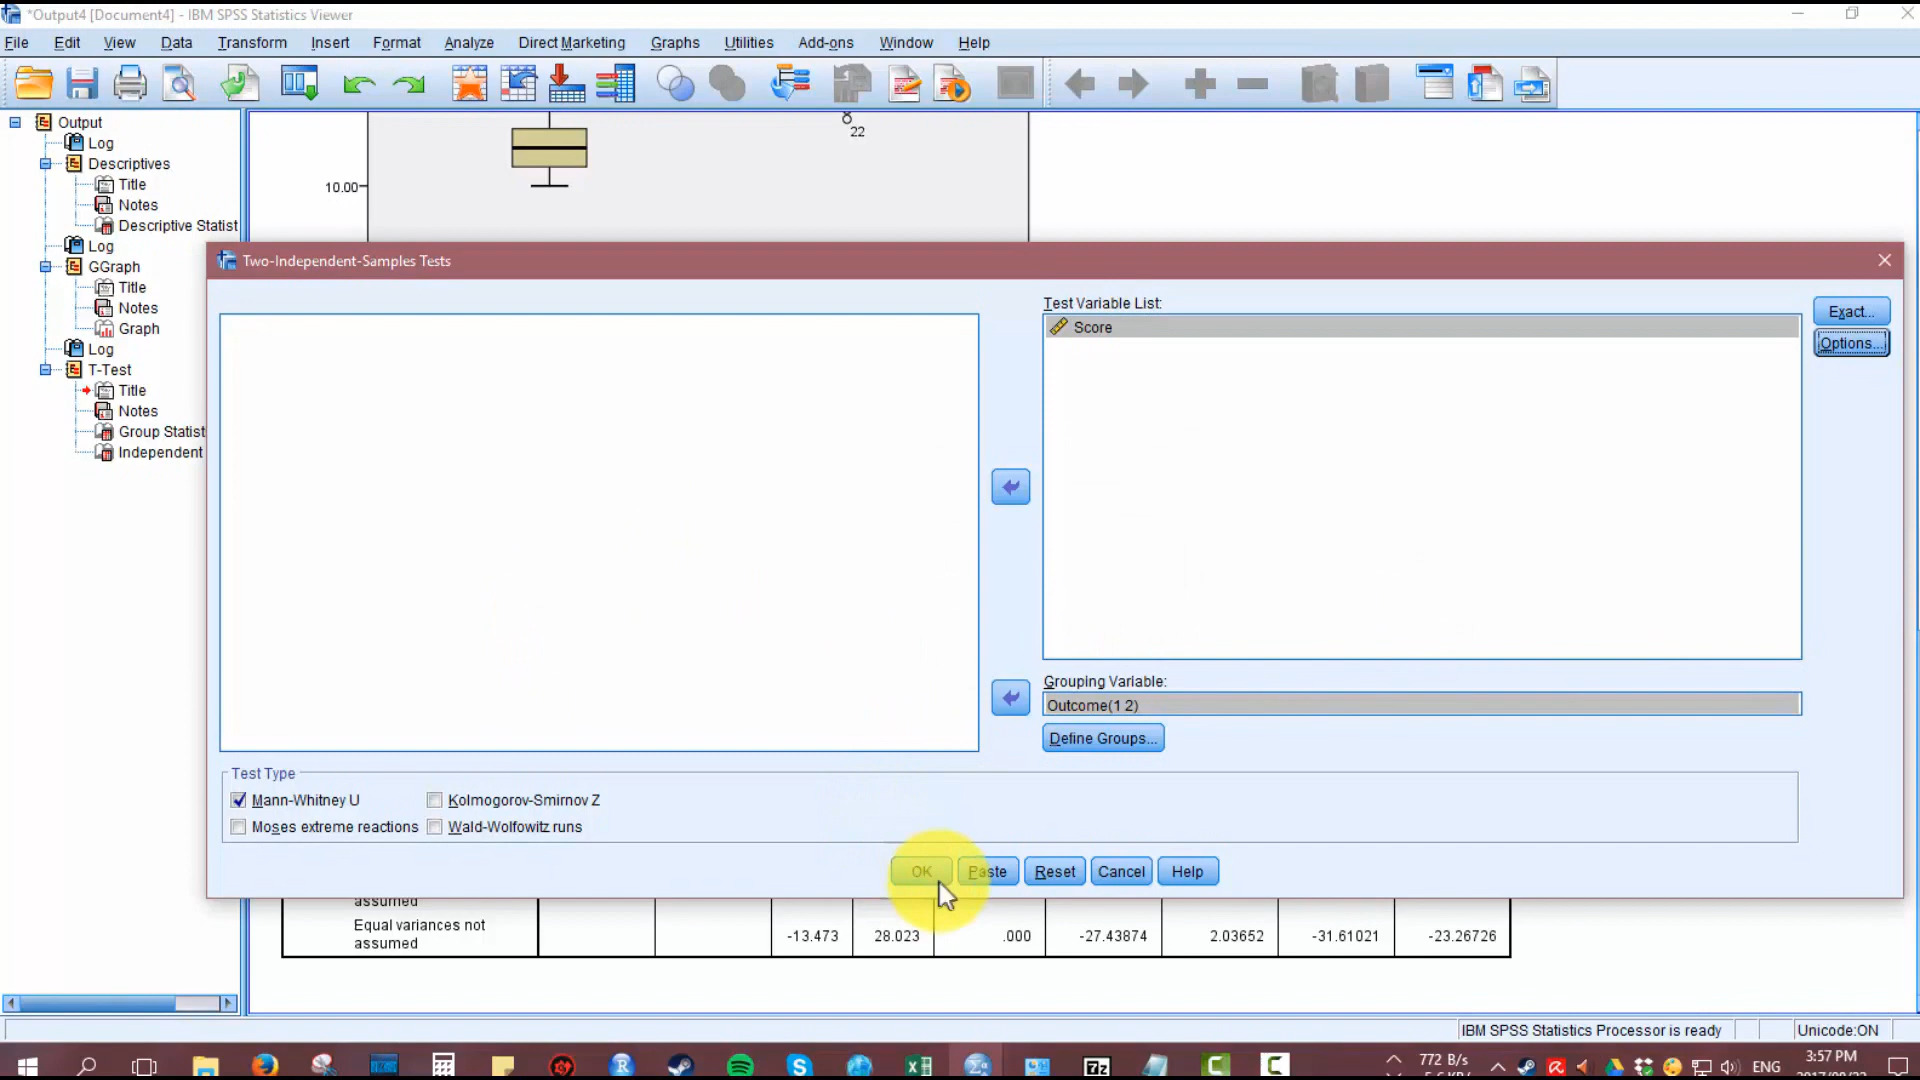 *Output4 [Document4] - IBM SPSS Statistics Viewer
File Edit View Data Transform Insert Format Analyze Direct Marketing Graphs Utilities Add-ons Window Help
Output
Log
Descriptives
Title
Notes
Descriptive Statist
Log
GGraph
Title
Notes
Graph
Log
T-Test
Title
Notes
Group Statist
Independent
22
10.00
Two-Independent-Samples Tests
Test Variable List:
Score
Exact...
Options...
Grouping Variable:
Outcome(1 2)
Define Groups...
Test Type
Mann-Whitney U Kolmogorov-Smirnov Z
Moses extreme reactions Wald-Wolfowitz runs
OK Paste Reset Cancel Help
assumed
Equal variances not
assumed
-13.473 28.023 .000 -27.43874 2.03652 -31.61021 -23.26726
IBM SPSS Statistics Processor is ready Unicode:ON
772 B/s
ENG
3:57 PM